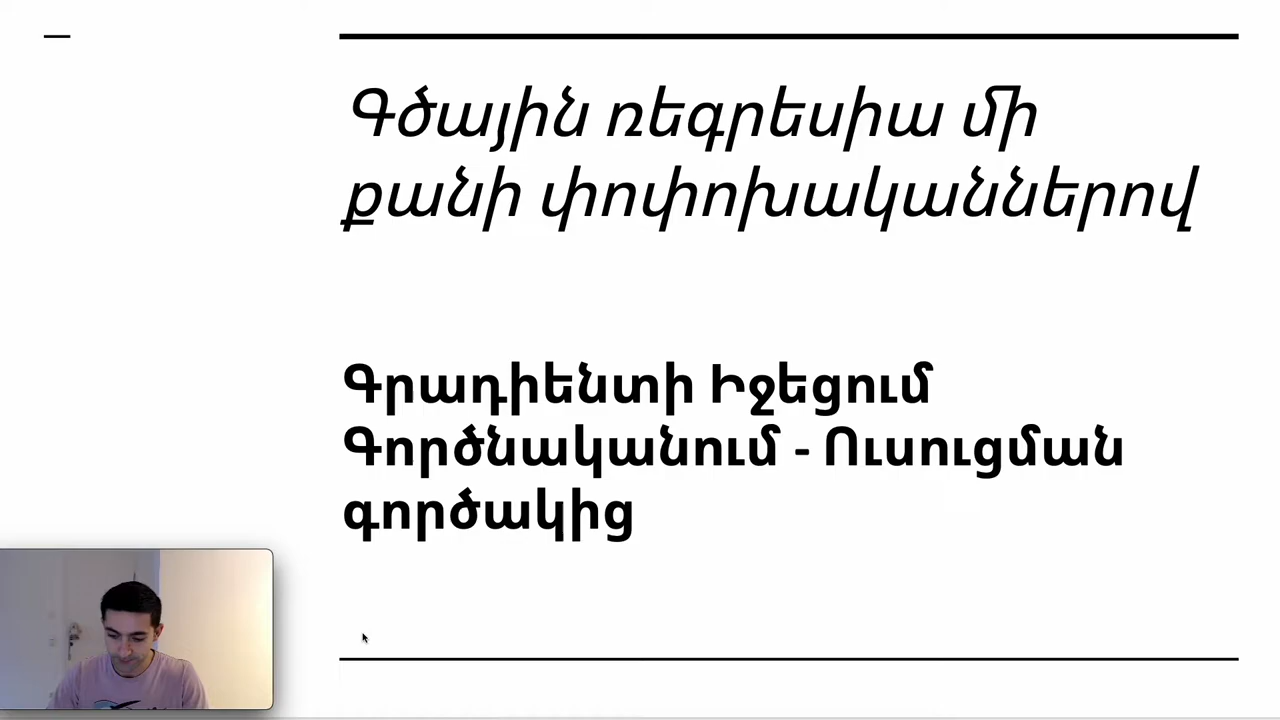 Գծային ռեգրեսիա մի
քանի փոփոխականներով
Գրադիենտի Իջեցում
Գործնականում - Ուսուցման
գործակից